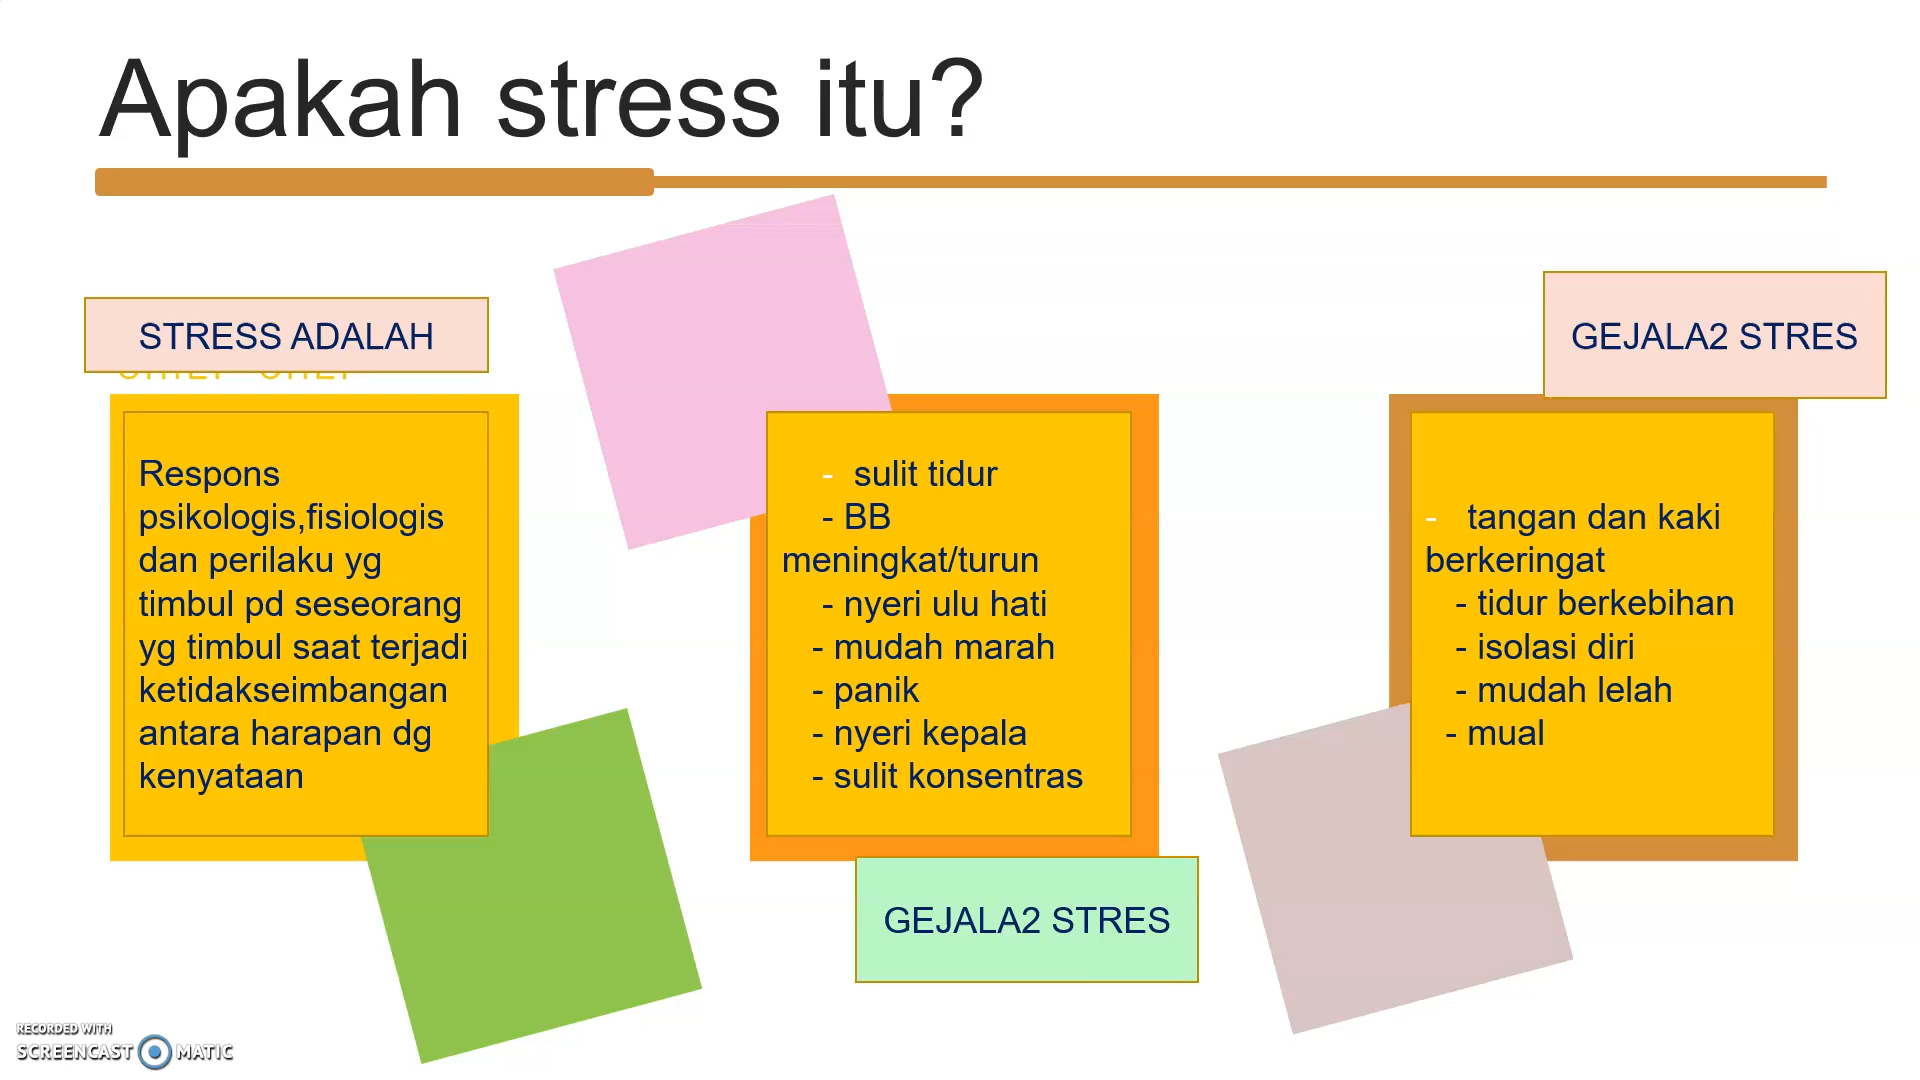 Apakah stress itu?
STRESS ADALAH
Respons
psikologis,fisiologis
dan perilaku yg
timbul pd seseorang
yg timbul saat terjadi
ketidakseimbangan
antara harapan dg
kenyataan
- sulit tidur
- BB
meningkat/turun
- nyeri ulu hati
- mudah marah
- panik
- nyeri kepala
- sulit konsentras
GEJALA2 STRES
GEJALA2 STRES
- tangan dan kaki
berkeringat
- tidur berkebihan
- isolasi diri
- mudah lelah
- mual
RECORDED WITH
SCREENCAST MATIC